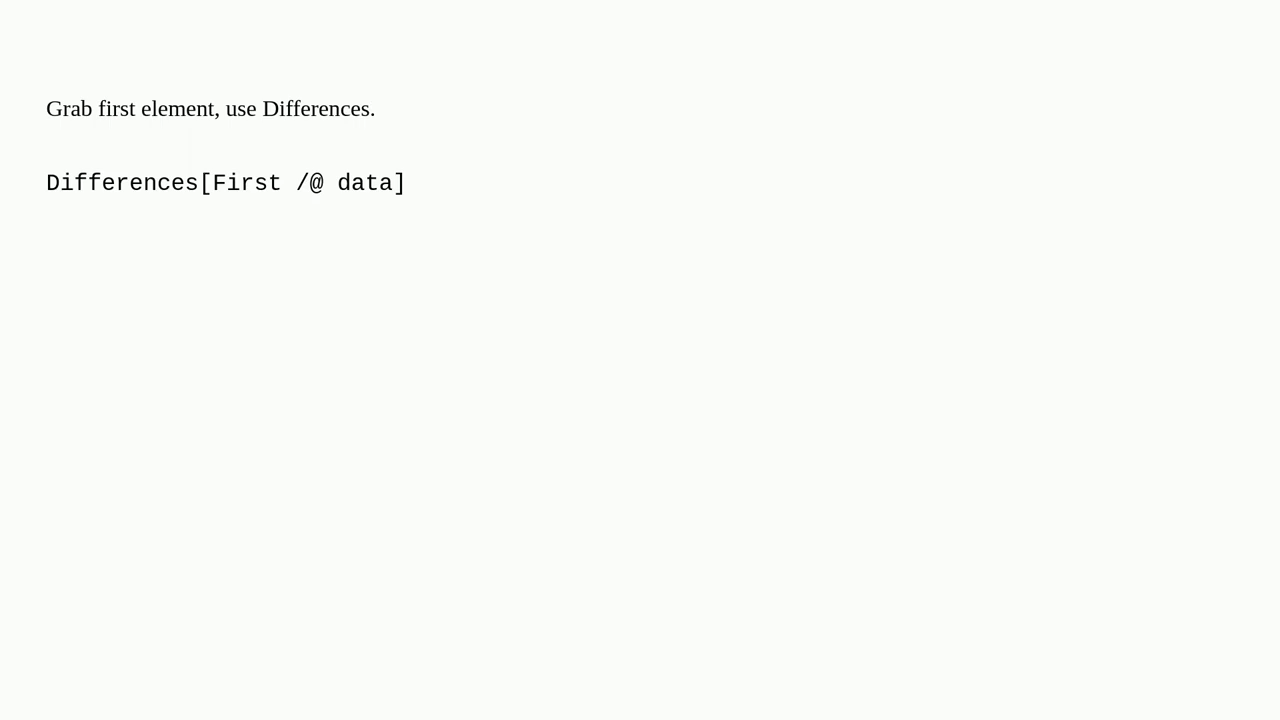 Grab first element, use Differences.
Differences[First /@ data]